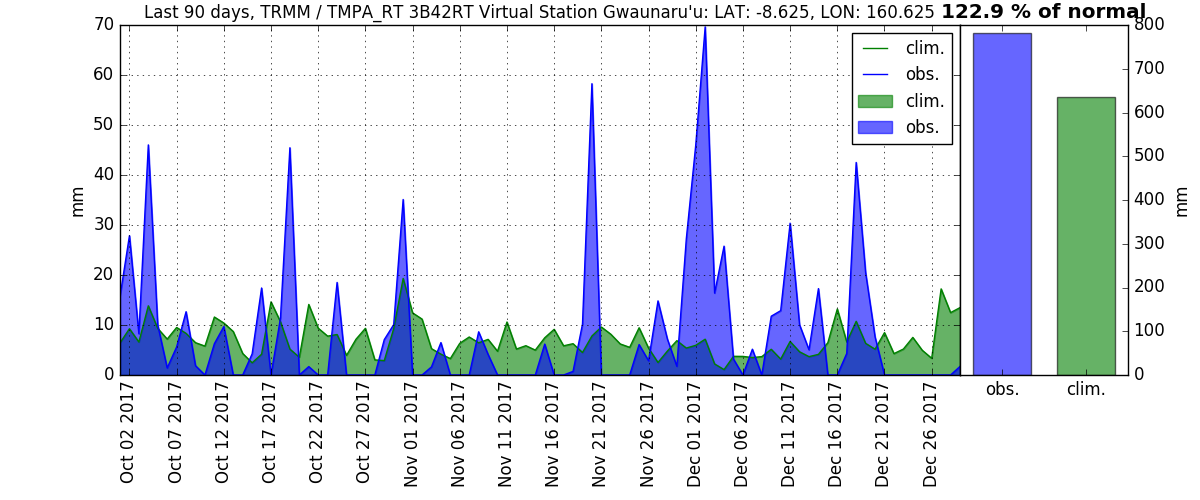 Last 90 days, TRMM / TMPA_RT 3B42RT Virtual Station Gwaunaru'u: LAT: -8.625, LON: 160.625 122.9 % of normal
70
60
50
40
30
20
10
0
mm
clim.
obs.
clim.
obs.
800
700
600
500
400
300
200
100
0
mm
Oct 02 2017
Oct 07 2017
Oct 12 2017
Oct 17 2017
Oct 22 2017
Oct 27 2017
Nov 01 2017
Nov 06 2017
Nov 11 2017
Nov 16 2017
Nov 21 2017
Nov 26 2017
Dec 01 2017
Dec 06 2017
Dec 11 2017
Dec 16 2017
Dec 21 2017
Dec 26 2017
obs.
clim.